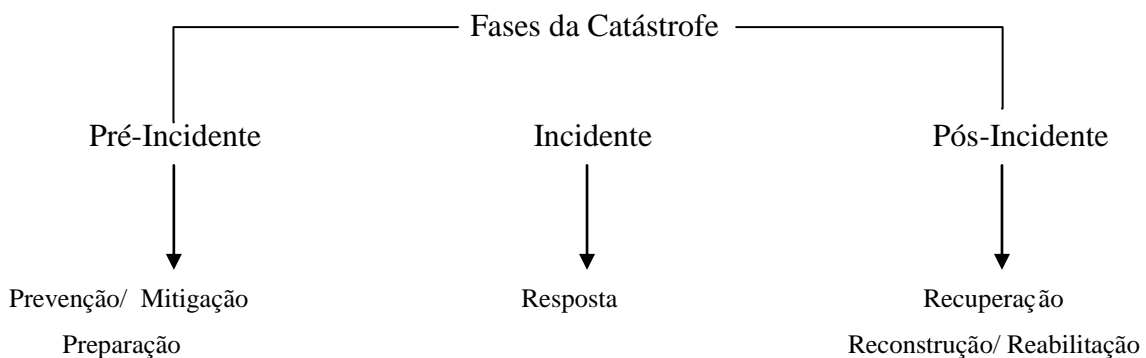 Fases da Catástrofe
Pré-Incidente
Incidente
Pós-Incidente
Prevenção/ Mitigação
Preparação
Resposta
Recuperação
Reconstrução/ Reabilitação